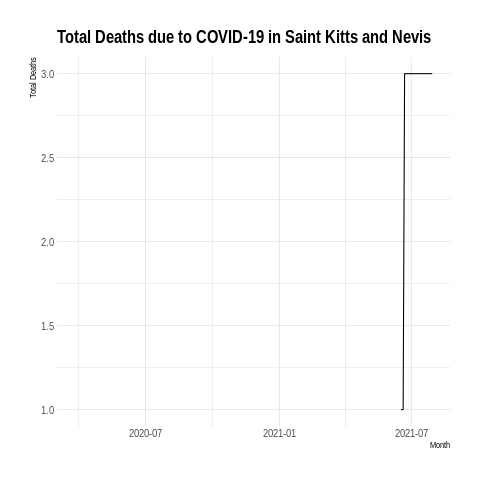 Total Deaths due to COVID-19 in Saint Kitts and Nevis
Total Deaths
3.0
2.5
2.0
1.5
1.0
2020-07
2021-01
2021-07
Month